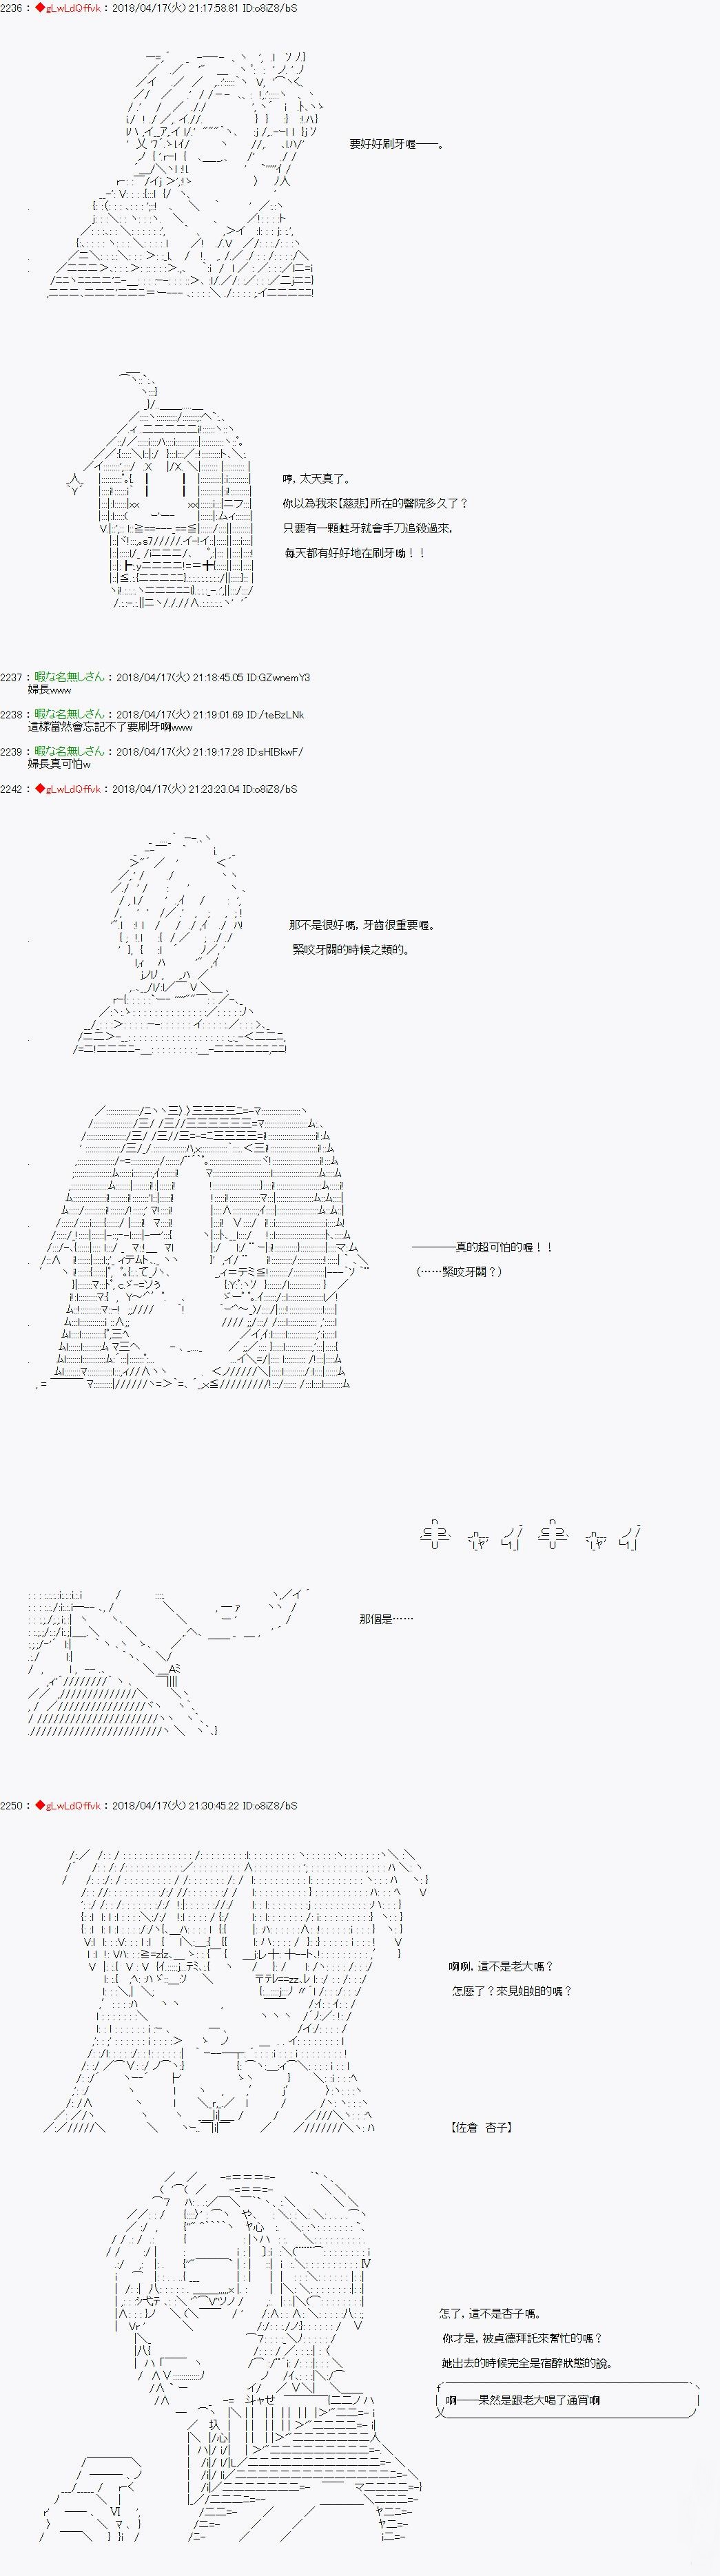 2236 : ◆gLwLdQffvk : 2018/04/17(火) 21:17:58.81 ID:o8iZ8/bS
要好好刷牙喔——。
哼，太天真了。
你以為我來【慈悲】所在的醫院多久了？
只要有一顆蛀牙就會手刀追殺過來，
每天都有好好地在刷牙呦！！
2237 : 暇な名無しさん : 2018/04/17(火) 21:18:45.05 ID:GZwnemY3
婦長www
2238 : 暇な名無しさん : 2018/04/17(火) 21:19:01.69 ID:/teBzLNk
這樣當然會忘記不了要刷牙啊www
2239 : 暇な名無しさん : 2018/04/17(火) 21:19:17.28 ID:sHIBkwF/
婦長真可怕w
2242 : ◆gLwLdQffvk : 2018/04/17(火) 21:23:23.04 ID:o8iZ8/bS
那不是很好嗎，牙齒很重要喔。
緊咬牙關的時候之類的。
————真的超可怕的喔！！
（……緊咬牙關？）
那個是……
2250 : ◆gLwLdQffvk : 2018/04/17(火) 21:30:45.22 ID:o8iZ8/bS
啊咧，這不是老大嗎？
怎麼了？來見姐姐的嗎？
【佐倉　杏子】
怎了，這不是杏子嗎。
你才是，被貞德拜託來幫忙的嗎？
她出去的時候完全是宿醉狀態的說。
啊——果然是跟老大喝了通宵啊